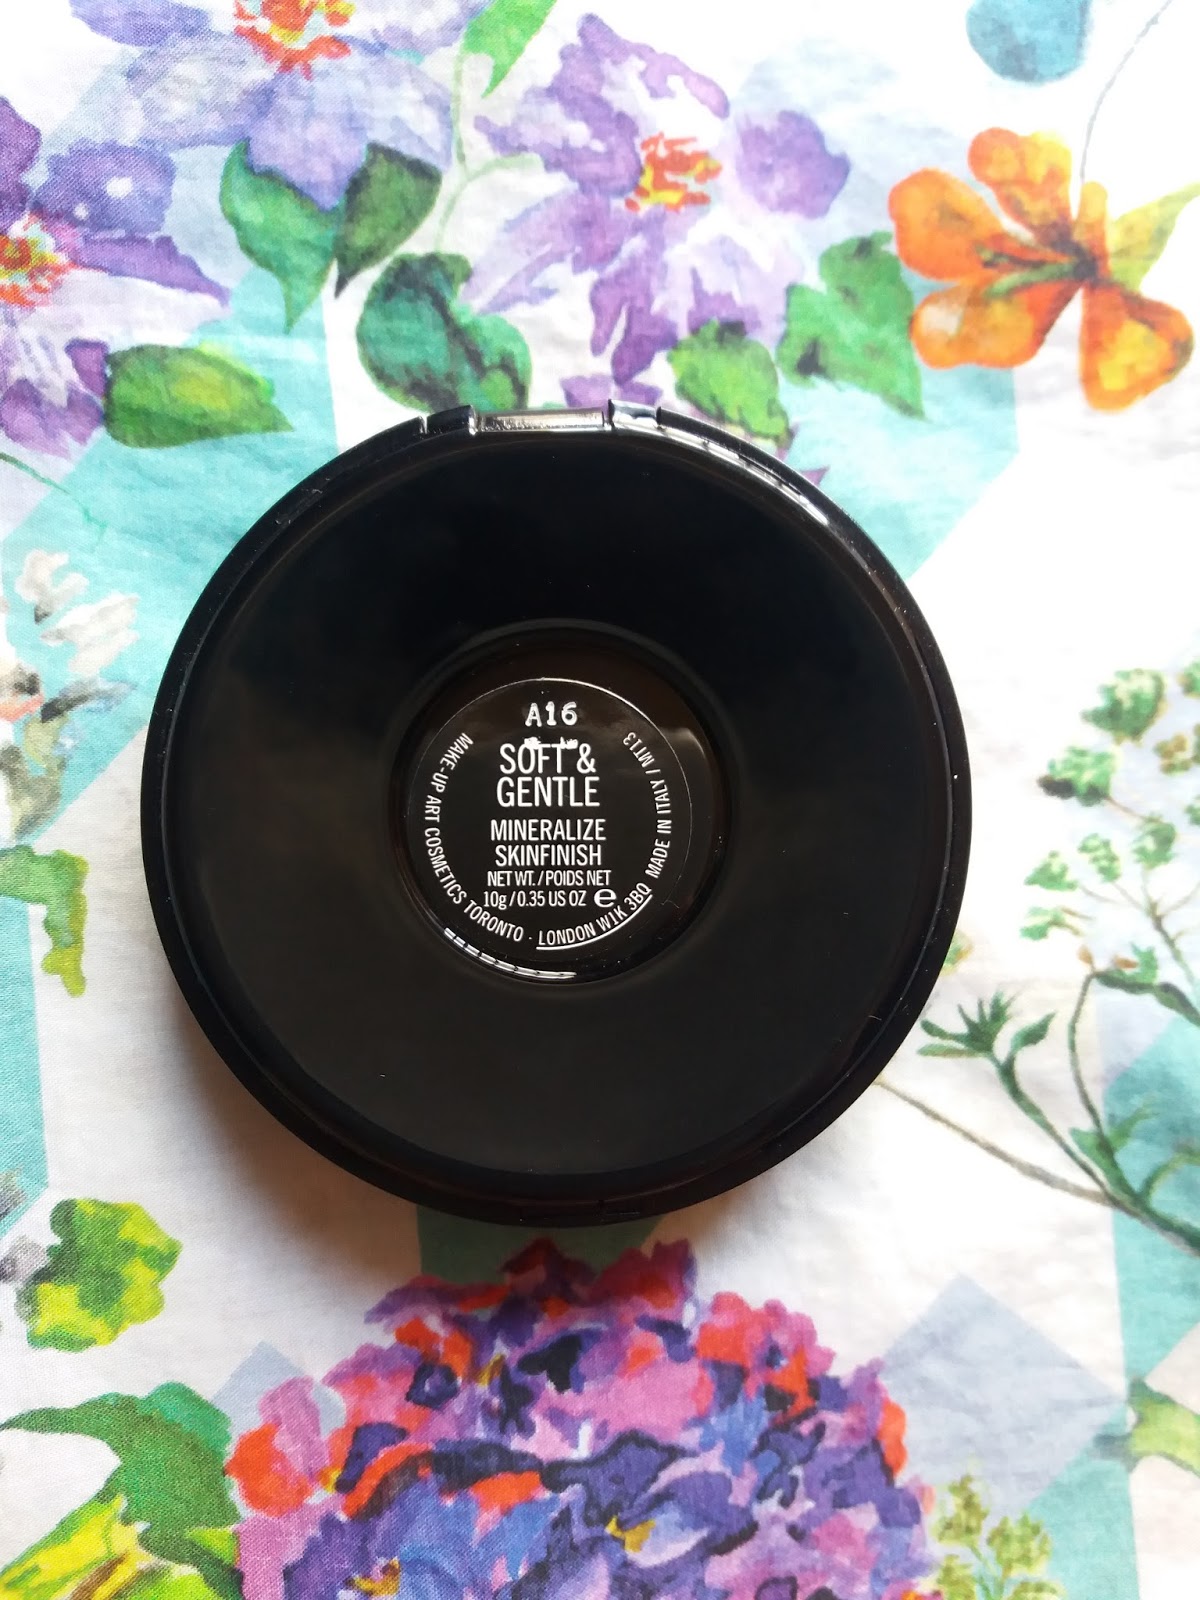 A16
SOFT &
GENTLE
MINERALIZE
SKINFINISH
NET WT./POIDS NET
10g/0.35 US OZ e
MAKE-UP ART COSMETICS TORONTO · LONDON W1K 3BQ MADE IN ITALY / MT13